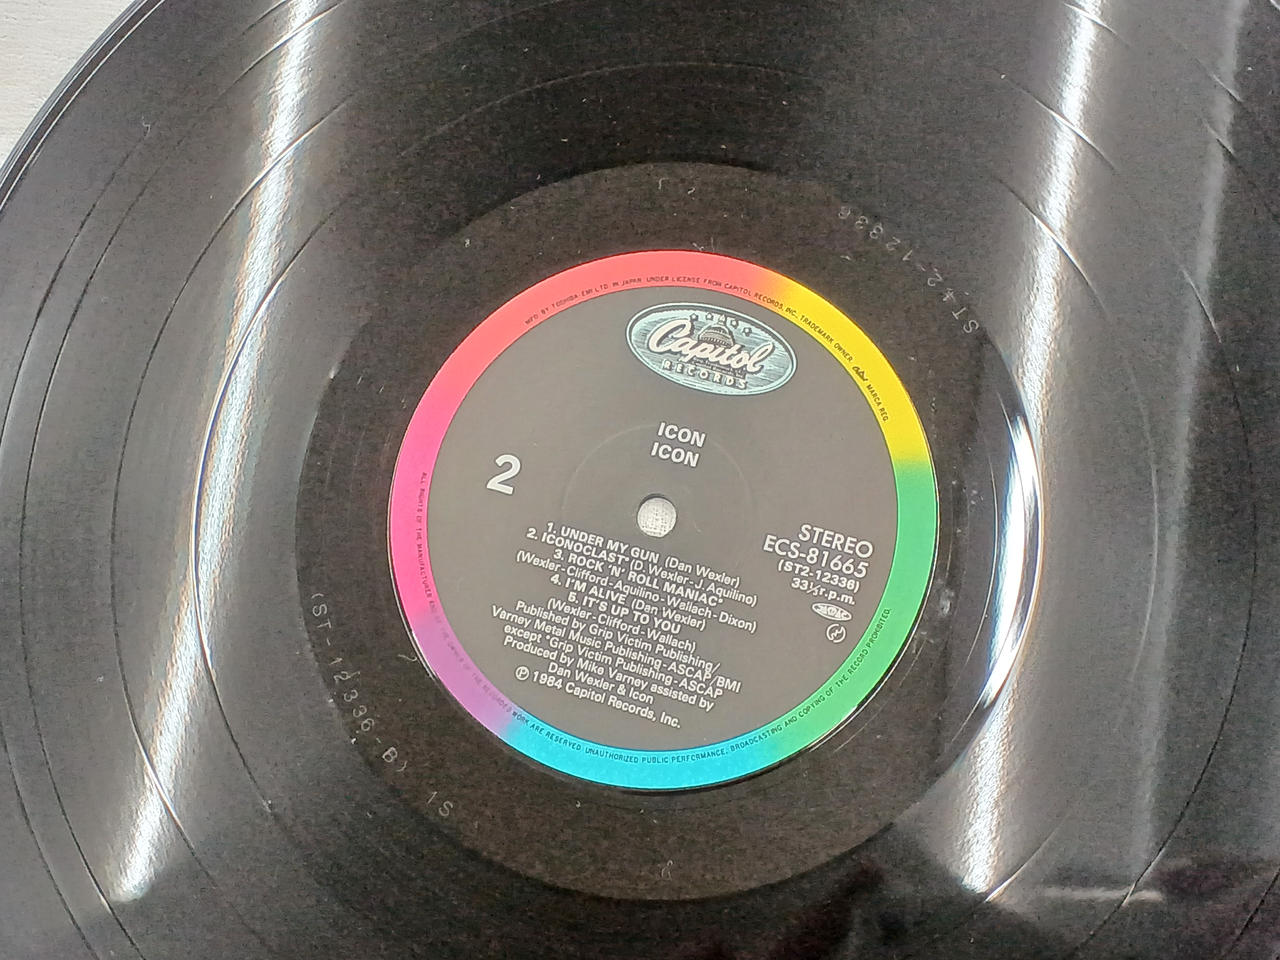 MFD. BY TOSHIBA-EMI LTD. IN JAPAN UNDER LICENSE FROM CAPITOL RECORDS, INC. TRADEMARK OWNER. Capitol MARCA REG.
Capitol
RECORDS
ICON
ICON
2
STEREO
ECS-81665
(ST2-12336)
33⅓r.p.m.
1. UNDER MY GUN (Dan Wexler)
2. ICONOCLAST* (D. Wexler-J. Aquilino)
3. ROCK 'N' ROLL MANIAC*
(Wexler-Clifford-Aquilino-Wallach-Dixon)
4. I'M ALIVE (Dan Wexler)
5. IT'S UP TO YOU
(Wexler-Clifford-Wallach)
Published by Grip Victim Publishing/
Varney Metal Music Publishing-ASCAP/BMI
except *Grip Victim Publishing-ASCAP
Produced by Mike Varney assisted by
Dan Wexler & Icon
Ⓟ 1984 Capitol Records, Inc.
ALL RIGHTS OF THE MANUFACTURER AND OF THE OWNER OF THE RECORDED WORK ARE RESERVED. UNAUTHORIZED PUBLIC PERFORMANCE, BROADCASTING AND COPYING OF THE RECORD PROHIBITED.
(ST-12336-B) 1S